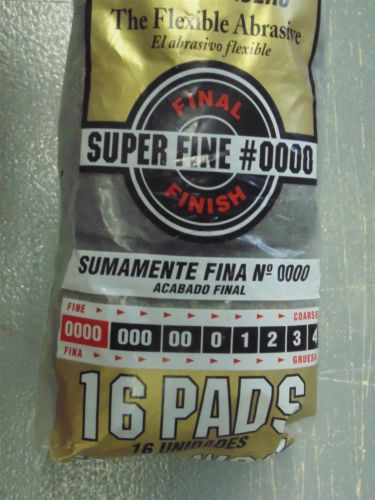 The Flexible Abrasive
El abrasivo flexible
FINAL
SUPER FINE #0000
FINISH
SUMAMENTE FINA Nº 0000
ACABADO FINAL
FINE COARSE
0000 000 00 0 1 2 3 4
FINA GRUESA
16 PADS
16 UNIDADES